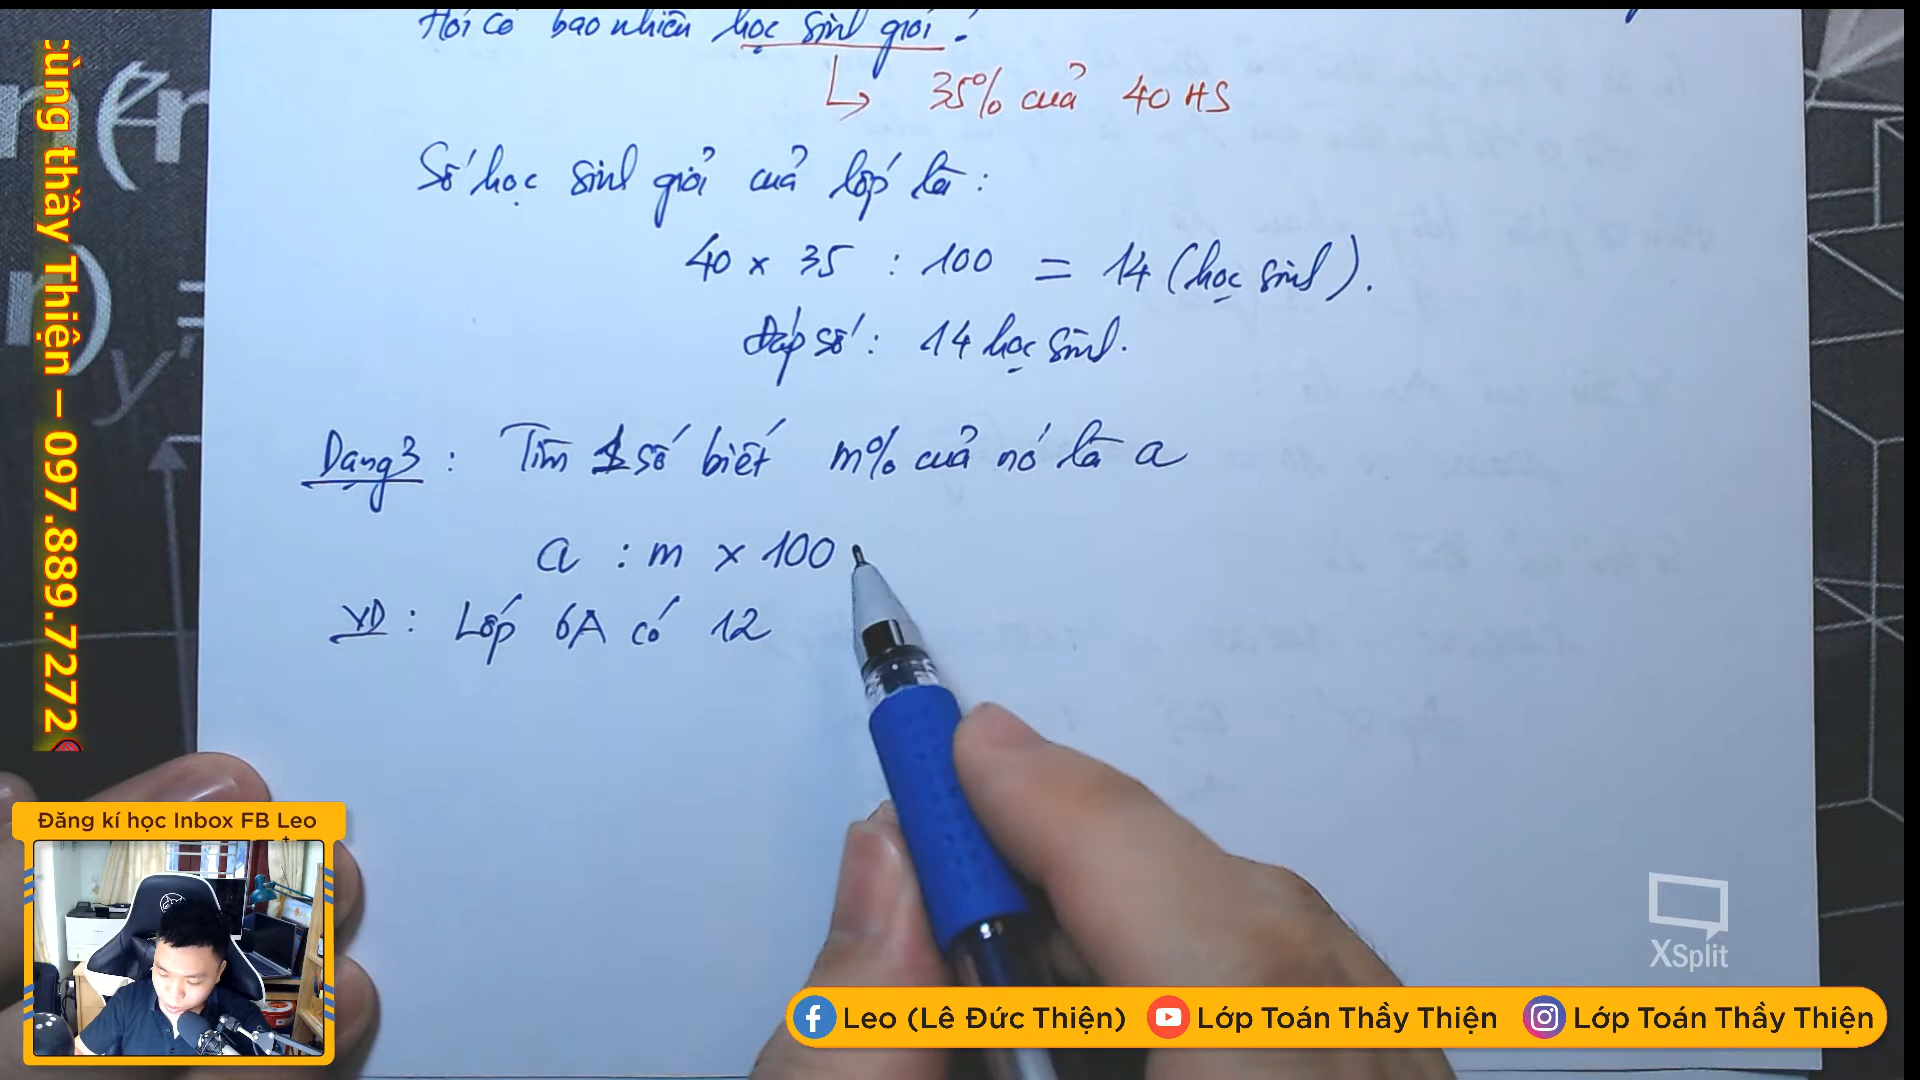 Hỏi có bao nhiêu học sinh giỏi?
35% của 40 HS
Số học sinh giỏi của lớp là:
40 x 35 : 100 = 14 (học sinh).
Đáp số: 14 học sinh.
Dạng 3: Tìm 1 số biết m% của nó là a
a : m x 100
VD: Lớp 6A có 12
cùng thầy Thiện – 097.889.7272
Đăng kí học Inbox FB Leo
XSplit
Leo (Lê Đức Thiện) Lớp Toán Thầy Thiện Lớp Toán Thầy Thiện